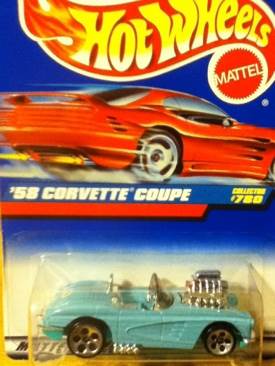 HOT WHEELS
MATTEL
'58 CORVETTE® COUPE
COLLECTOR
#780